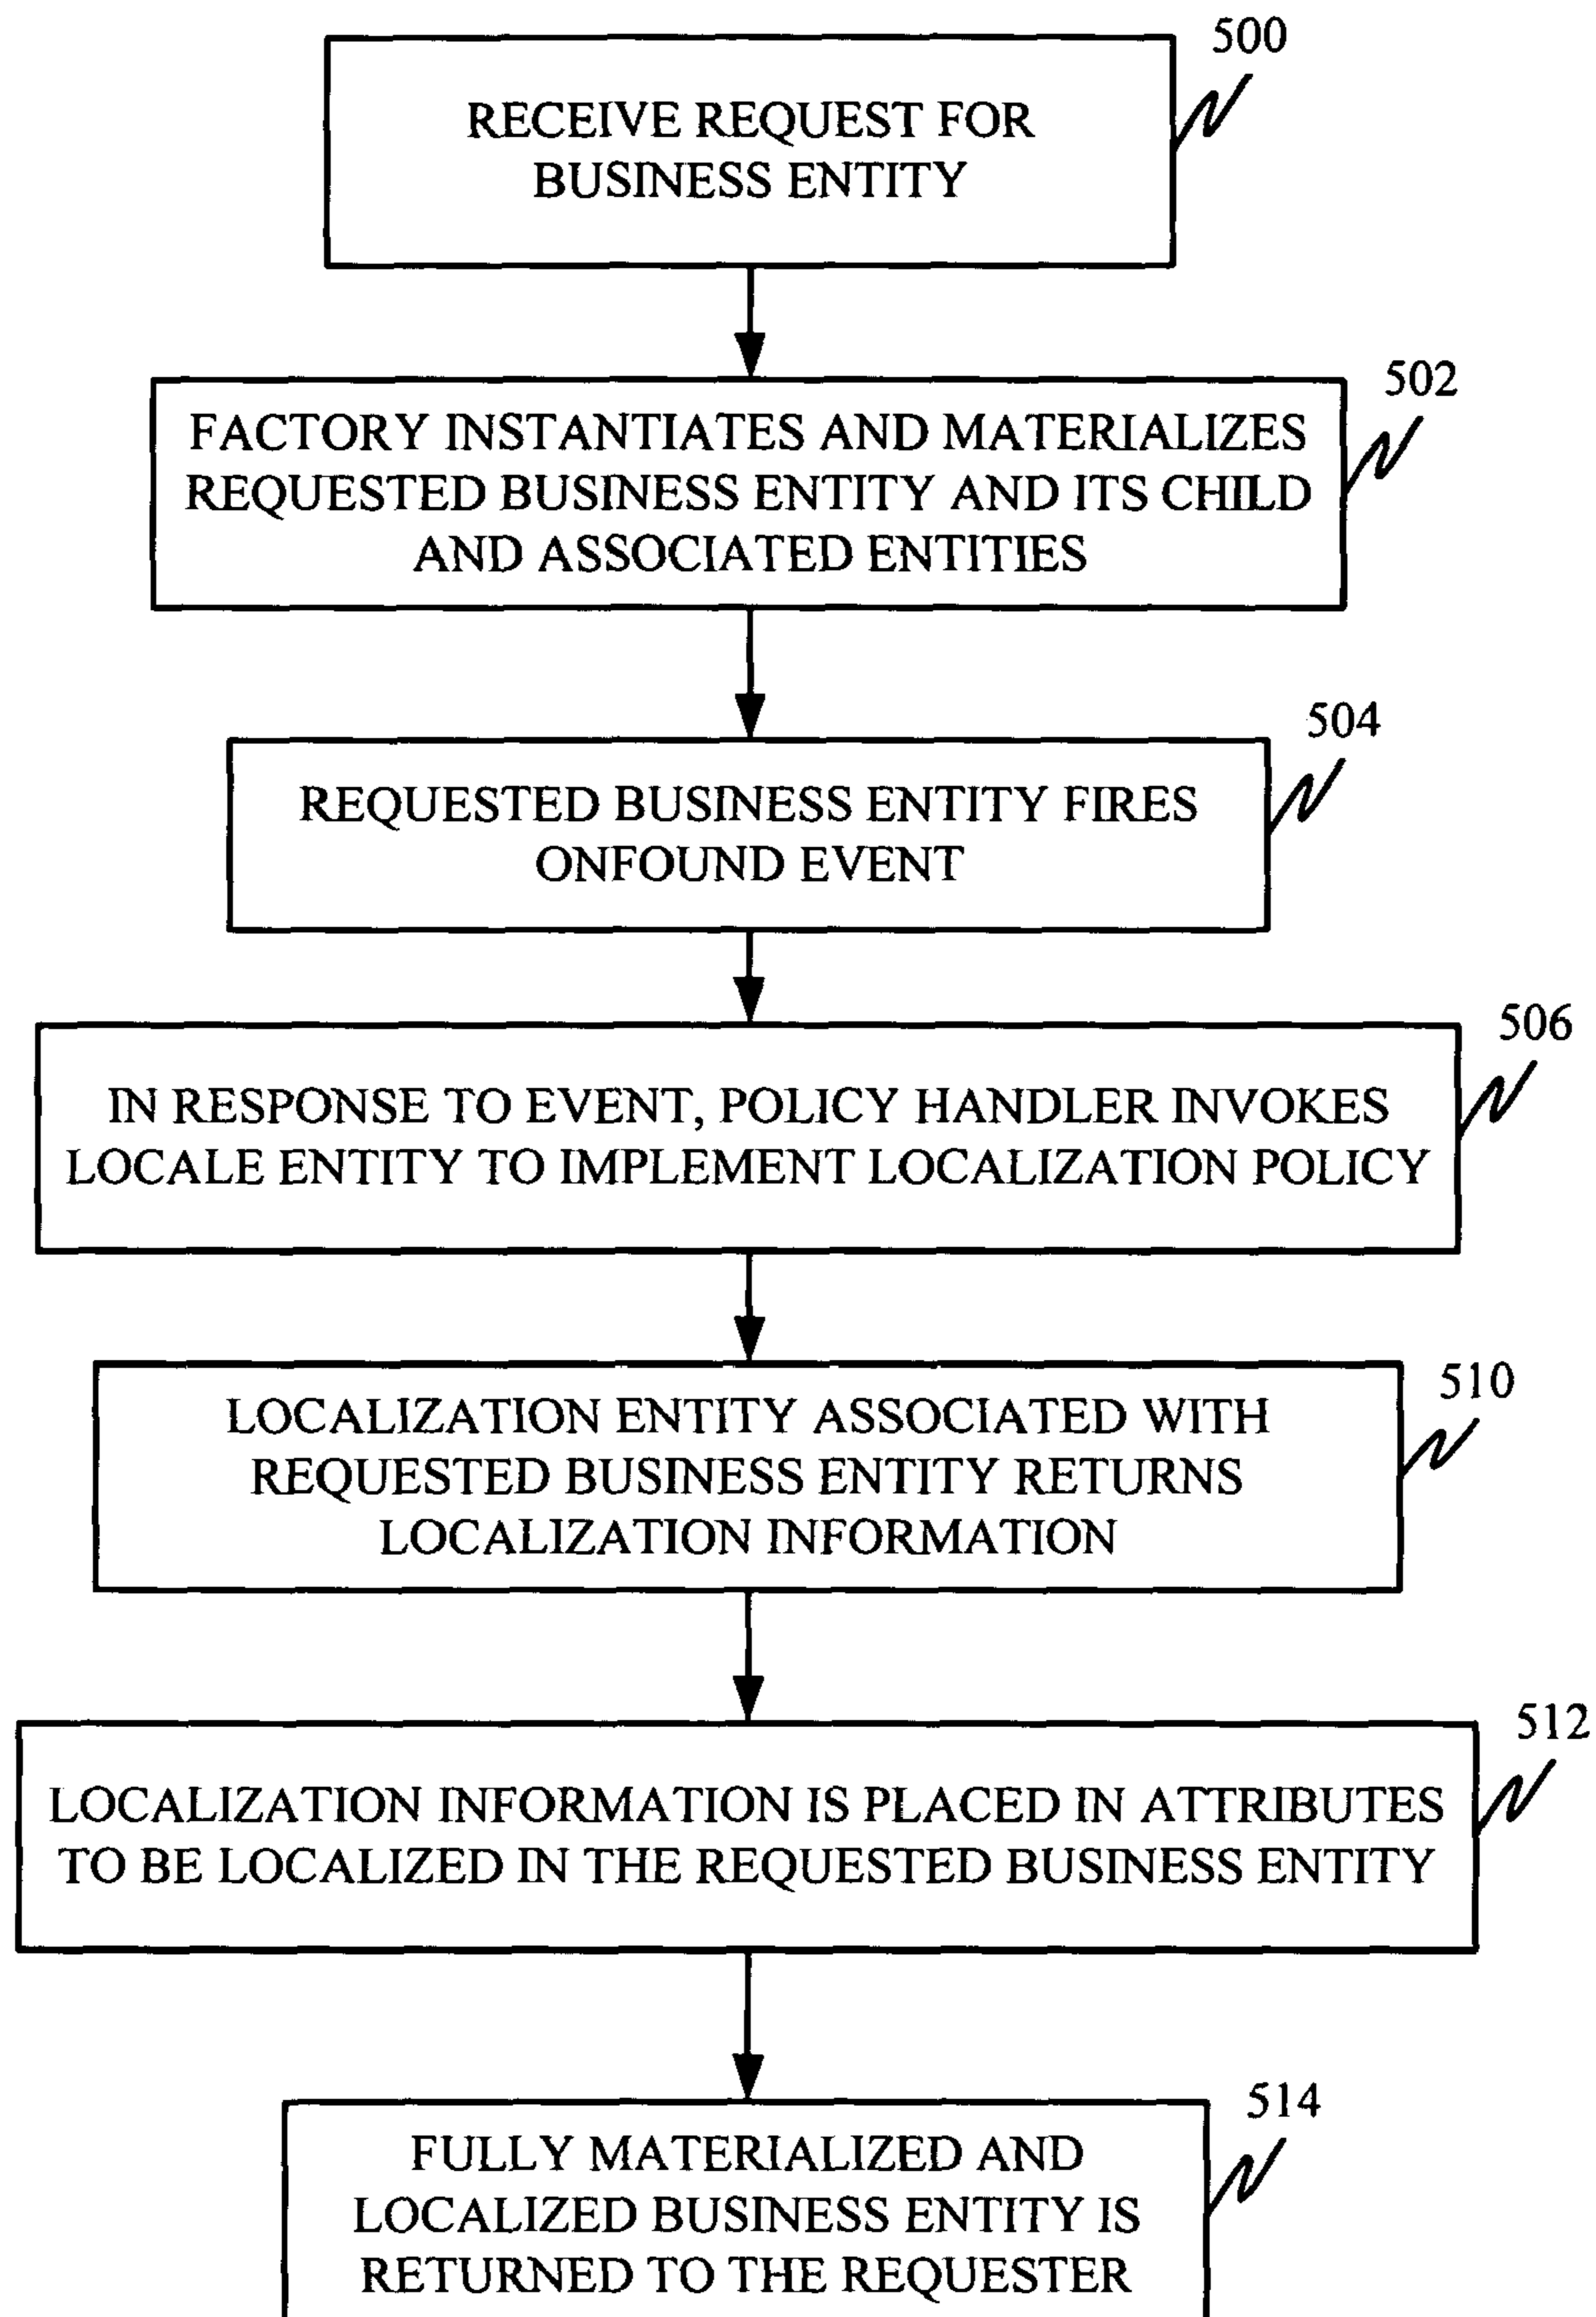 500
RECEIVE REQUEST FOR
BUSINESS ENTITY
502
FACTORY INSTANTIATES AND MATERIALIZES
REQUESTED BUSINESS ENTITY AND ITS CHILD
AND ASSOCIATED ENTITIES
504
REQUESTED BUSINESS ENTITY FIRES
ONFOUND EVENT
506
IN RESPONSE TO EVENT, POLICY HANDLER INVOKES
LOCALE ENTITY TO IMPLEMENT LOCALIZATION POLICY
510
LOCALIZATION ENTITY ASSOCIATED WITH
REQUESTED BUSINESS ENTITY RETURNS
LOCALIZATION INFORMATION
512
LOCALIZATION INFORMATION IS PLACED IN ATTRIBUTES
TO BE LOCALIZED IN THE REQUESTED BUSINESS ENTITY
514
FULLY MATERIALIZED AND
LOCALIZED BUSINESS ENTITY IS
RETURNED TO THE REQUESTER